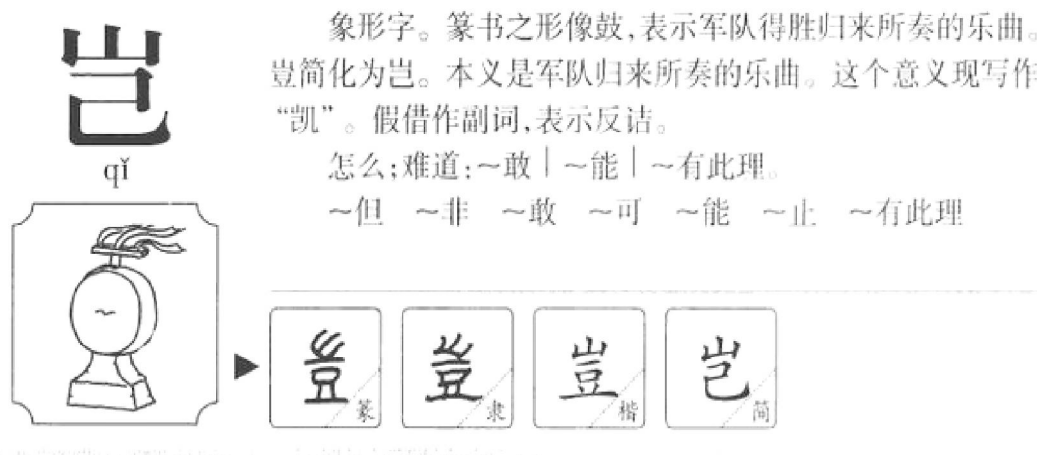 岂
qǐ
象形字。篆书之形像鼓，表示军队得胜归来所奏的乐曲。
豈简化为岂。本义是军队归来所奏的乐曲。这个意义现写作
“凯”。假借作副词，表示反诘。
怎么；难道：～敢｜～能｜～有此理。
～但　～非　～敢　～可　～能　～止　～有此理
豈 篆
豈 隶
豈 楷
岂 简